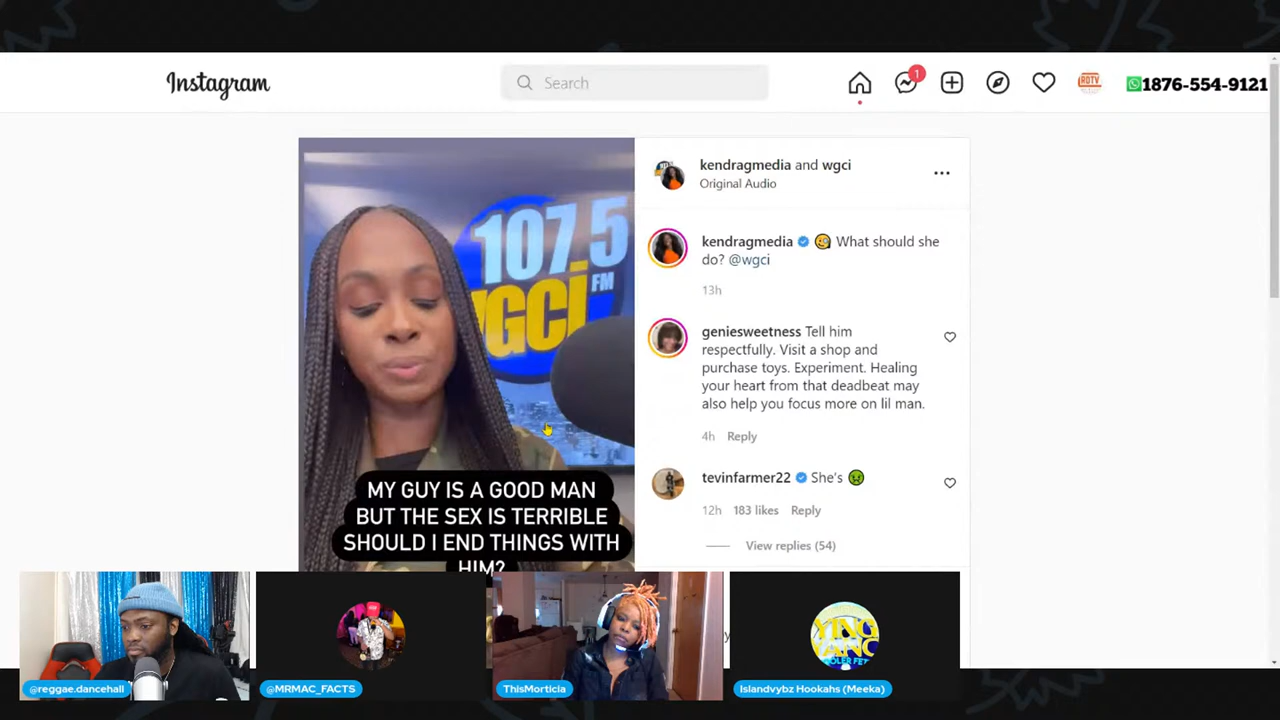 Instagram
Search
1
RDTV
1876-554-9121
107.5
WGCI
FM
MY GUY IS A GOOD MAN
BUT THE SEX IS TERRIBLE
SHOULD I END THINGS WITH
HIM?
kendragmedia and wgci
Original Audio
kendragmedia What should she
do? @wgci
13h
geniesweetness Tell him
respectfully. Visit a shop and
purchase toys. Experiment. Healing
your heart from that deadbeat may
also help you focus more on lil man.
4h Reply
tevinfarmer22 She's 🤢
12h 183 likes Reply
View replies (54)
@reggae.dancehall
@MRMAC_FACTS
ThisMorticia
YNG
Islandvybz Hookahs (Meeka)